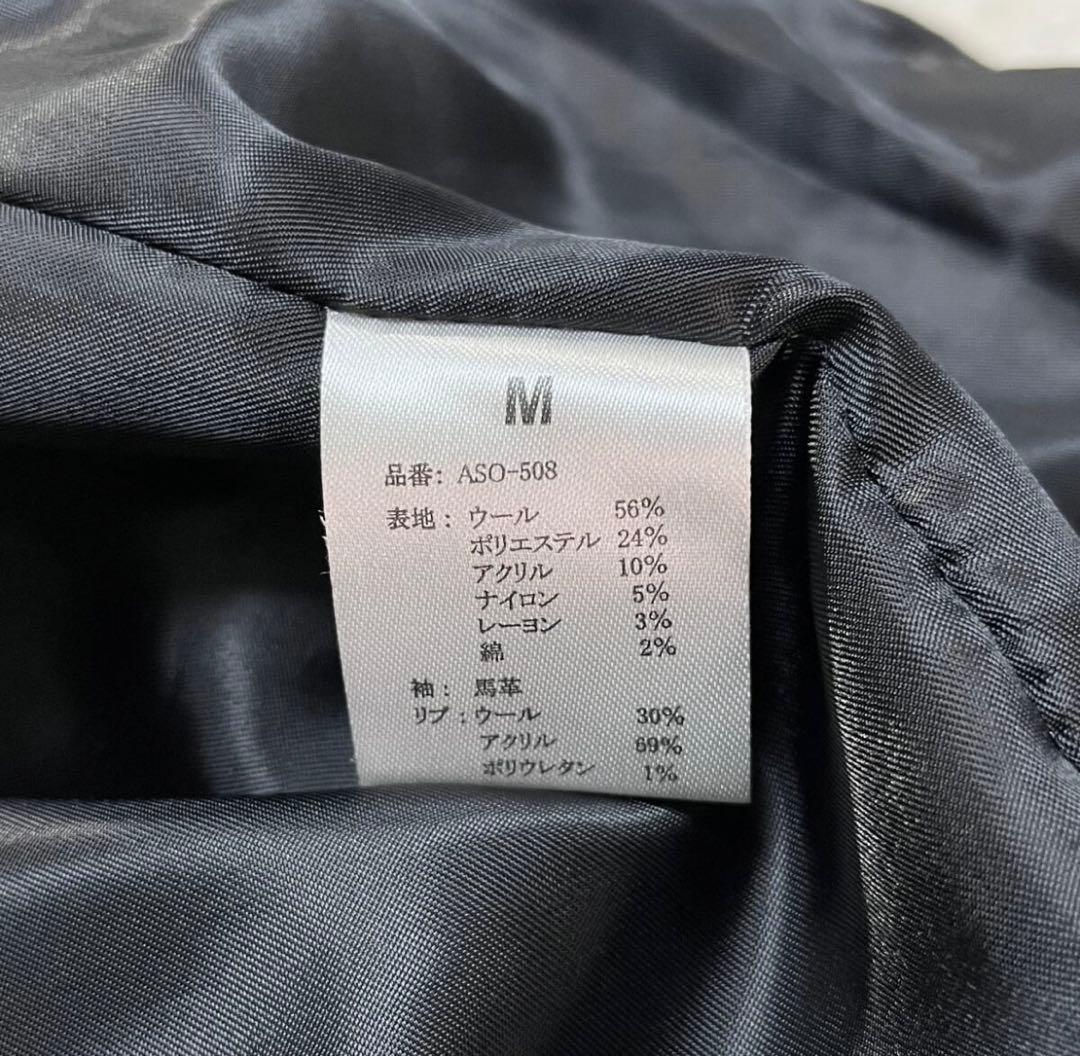 M
品番: ASO-508
表地: ウール 56%
ポリエステル 24%
アクリル 10%
ナイロン 5%
レーヨン 3%
綿 2%
袖: 馬革
リブ: ウール 30%
アクリル 69%
ポリウレタン 1%